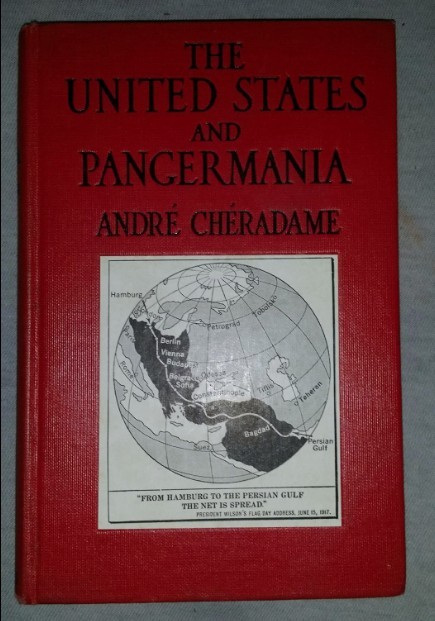 THE
UNITED STATES
AND
PANGERMANIA
ANDRÉ CHÉRADAME
Hamburg
Petrograd
Tobolsk
Berlin
Vienna
Belgrade
Sofia
Odessa
Constantinople
Tiflis
Teheran
Bagdad
Persian
Gulf
Suez
"FROM HAMBURG TO THE PERSIAN GULF
THE NET IS SPREAD."
PRESIDENT WILSON'S FLAG DAY ADDRESS, JUNE 15, 1917.